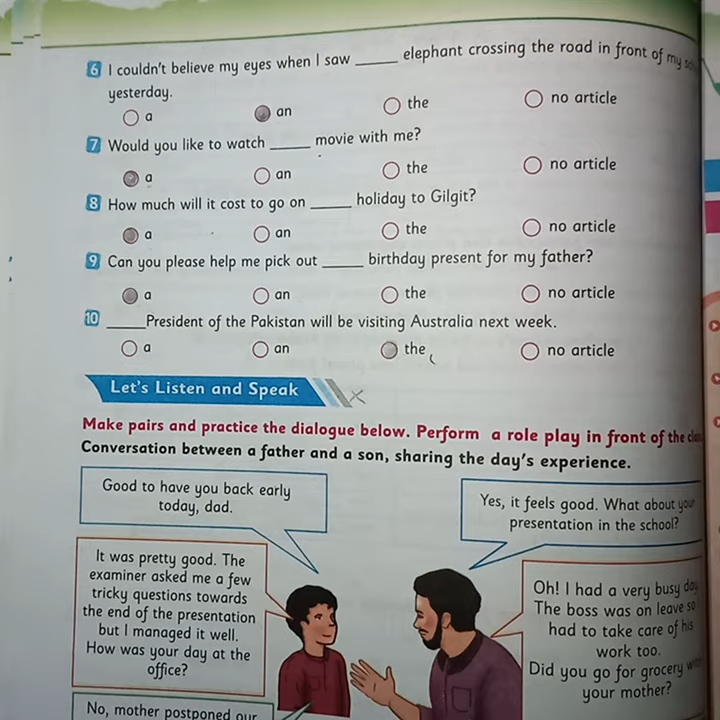 6 I couldn't believe my eyes when I saw _____ elephant crossing the road in front of my
yesterday.
a an the no article
7 Would you like to watch _____ movie with me?
a an the no article
8 How much will it cost to go on _____ holiday to Gilgit?
a an the no article
9 Can you please help me pick out _____ birthday present for my father?
a an the no article
10 _____President of the Pakistan will be visiting Australia next week.
a an the no article
Let's Listen and Speak
Make pairs and practice the dialogue below. Perform a role play in front of the
Conversation between a father and a son, sharing the day's experience.
Good to have you back early
today, dad.
Yes, it feels good. What about your
presentation in the school?
It was pretty good. The
examiner asked me a few
tricky questions towards
the end of the presentation
but I managed it well.
How was your day at the
office?
Oh! I had a very busy day
The boss was on leave so
had to take care of his
work too.
Did you go for grocery with
your mother?
No, mother postponed our